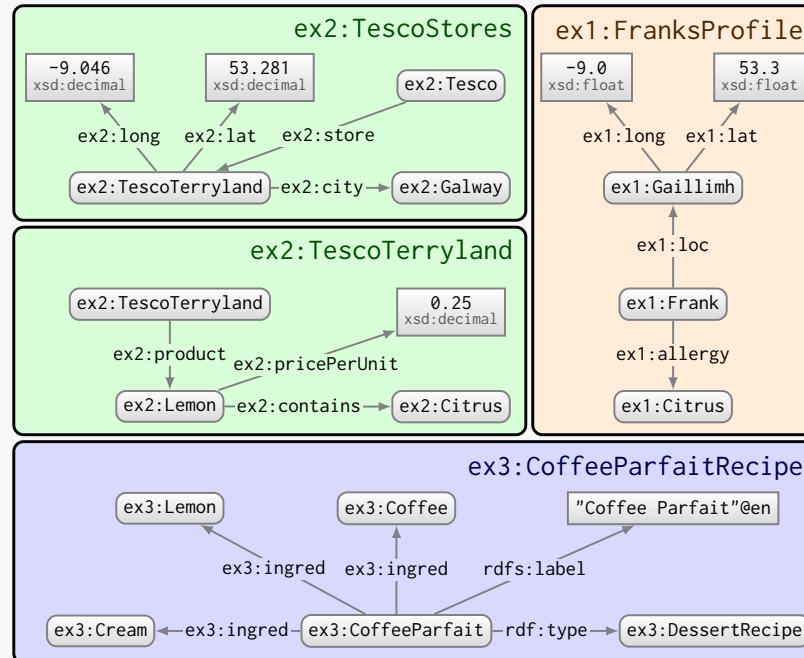 ex2:TescoStores
-9.046
xsd:decimal
53.281
xsd:decimal
ex2:Tesco
ex2:long
ex2:lat
ex2:store
ex2:TescoTerryland
ex2:city
ex2:Galway
ex1:FranksProfile
-9.0
xsd:float
53.3
xsd:float
ex1:long
ex1:lat
ex1:Gaillimh
ex1:loc
ex1:Frank
ex1:allergy
ex1:Citrus
ex2:TescoTerryland
ex2:TescoTerryland
0.25
xsd:decimal
ex2:product
ex2:pricePerUnit
ex2:Lemon
ex2:contains
ex2:Citrus
ex3:CoffeeParfaitRecipe
ex3:Lemon
ex3:Coffee
"Coffee Parfait"@en
ex3:ingred
ex3:ingred
rdfs:label
ex3:Cream
ex3:ingred
ex3:CoffeeParfait
rdf:type
ex3:DessertRecipe